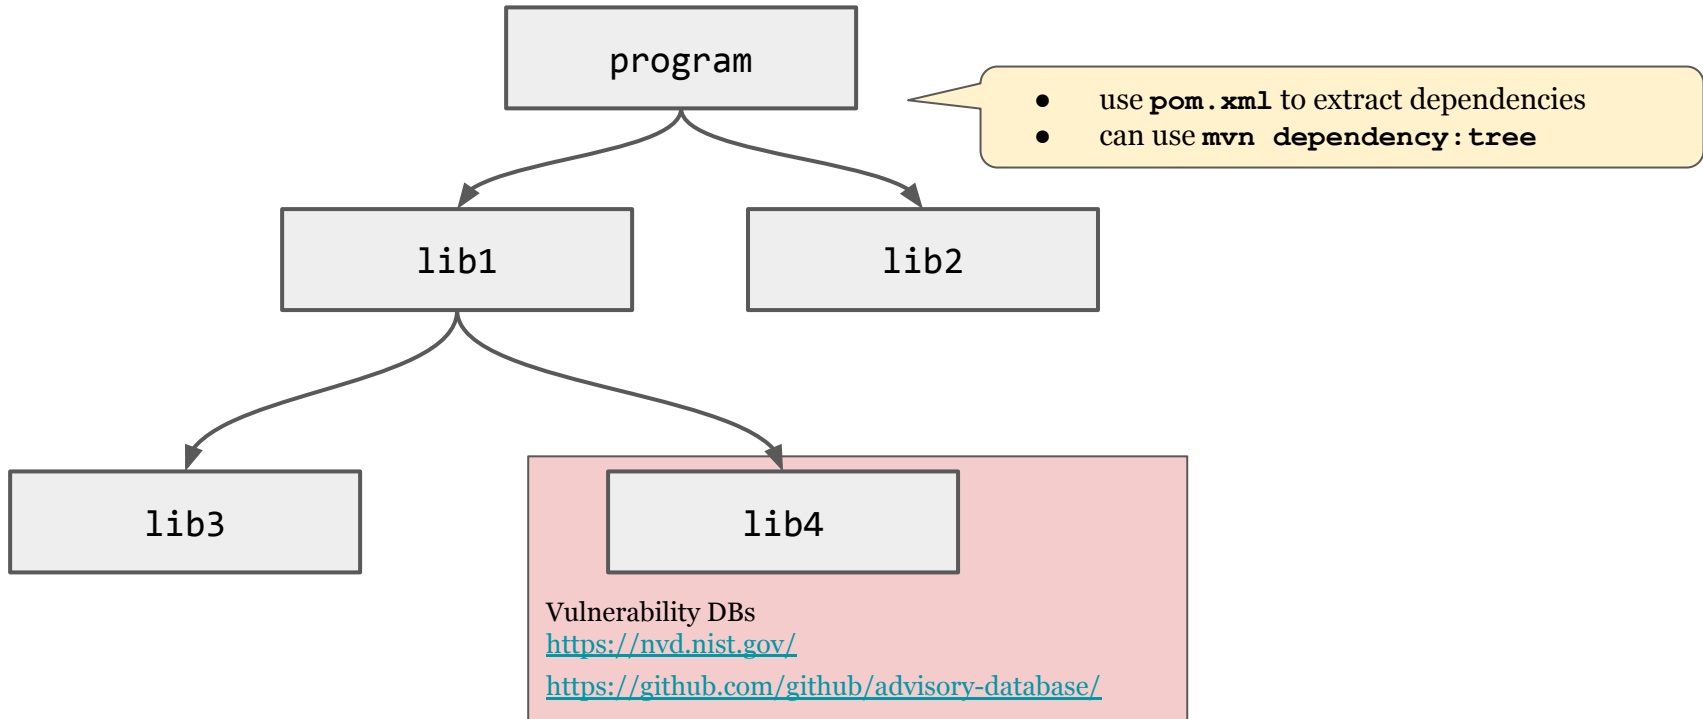 program
● use pom.xml to extract dependencies
● can use mvn dependency:tree
lib1
lib2
lib3
lib4
Vulnerability DBs
https://nvd.nist.gov/
https://github.com/github/advisory-database/